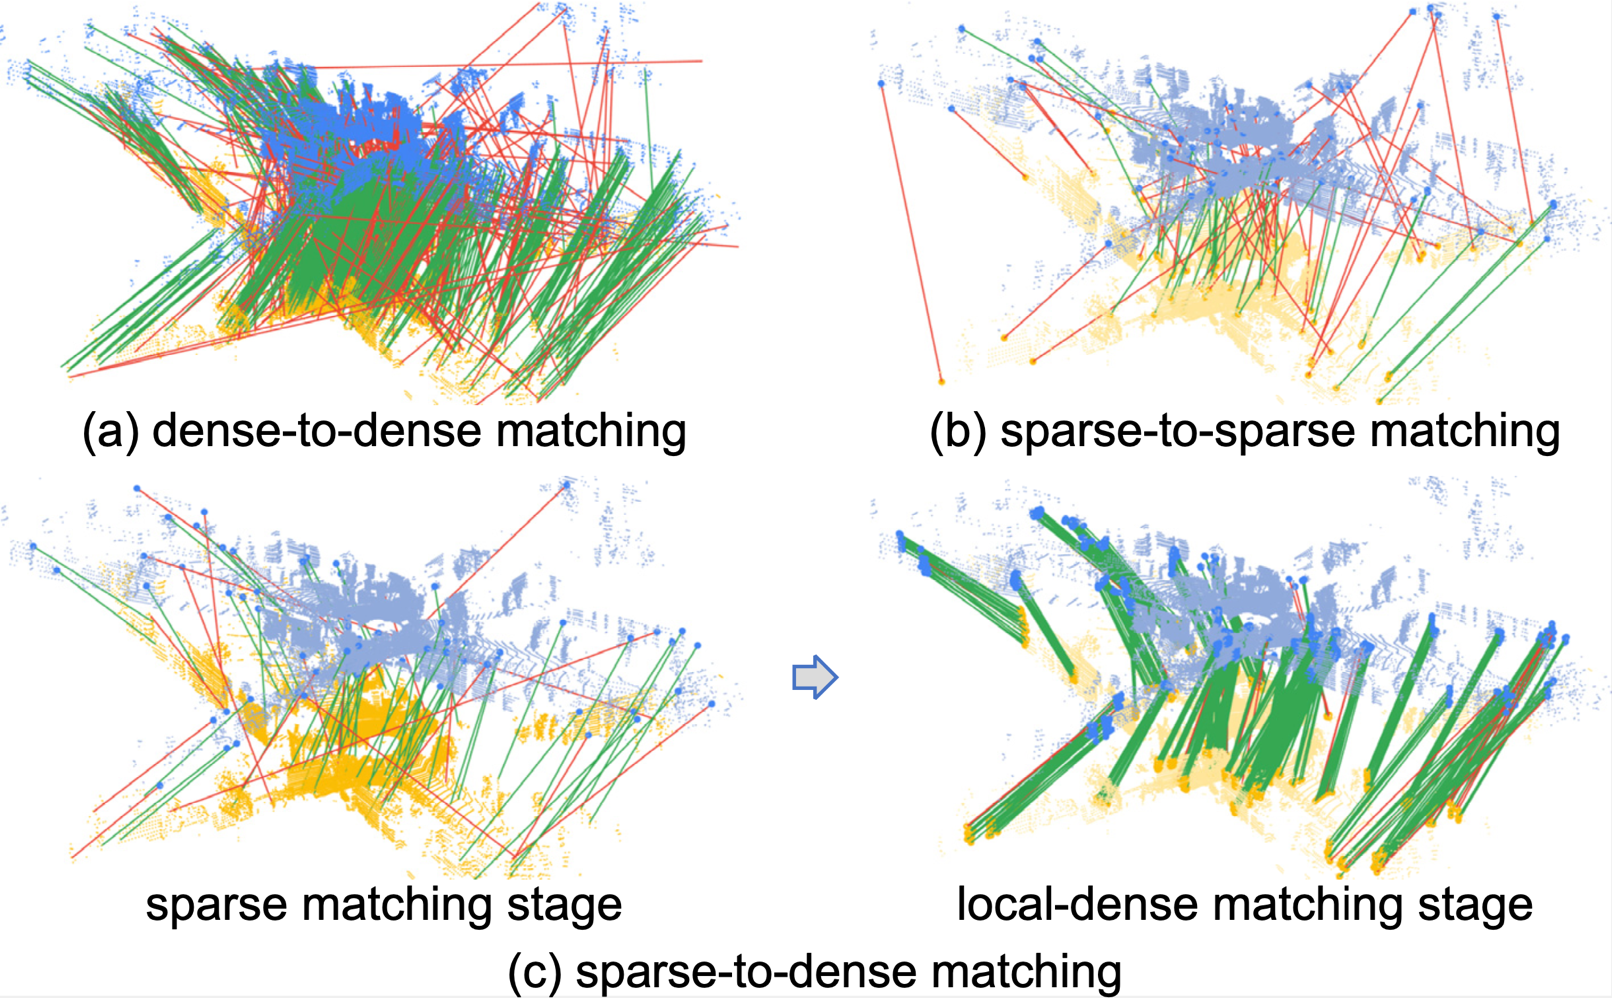 (a) dense-to-dense matching
(b) sparse-to-sparse matching
sparse matching stage
local-dense matching stage
(c) sparse-to-dense matching